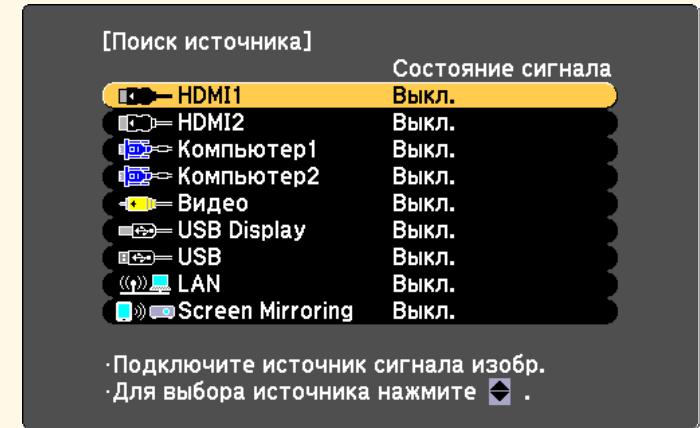 [Поиск источника]
Состояние сигнала
HDMI1 Выкл.
HDMI2 Выкл.
Компьютер1 Выкл.
Компьютер2 Выкл.
Видео Выкл.
USB Display Выкл.
USB Выкл.
LAN Выкл.
Screen Mirroring Выкл.
·Подключите источник сигнала изобр.
·Для выбора источника нажмите .